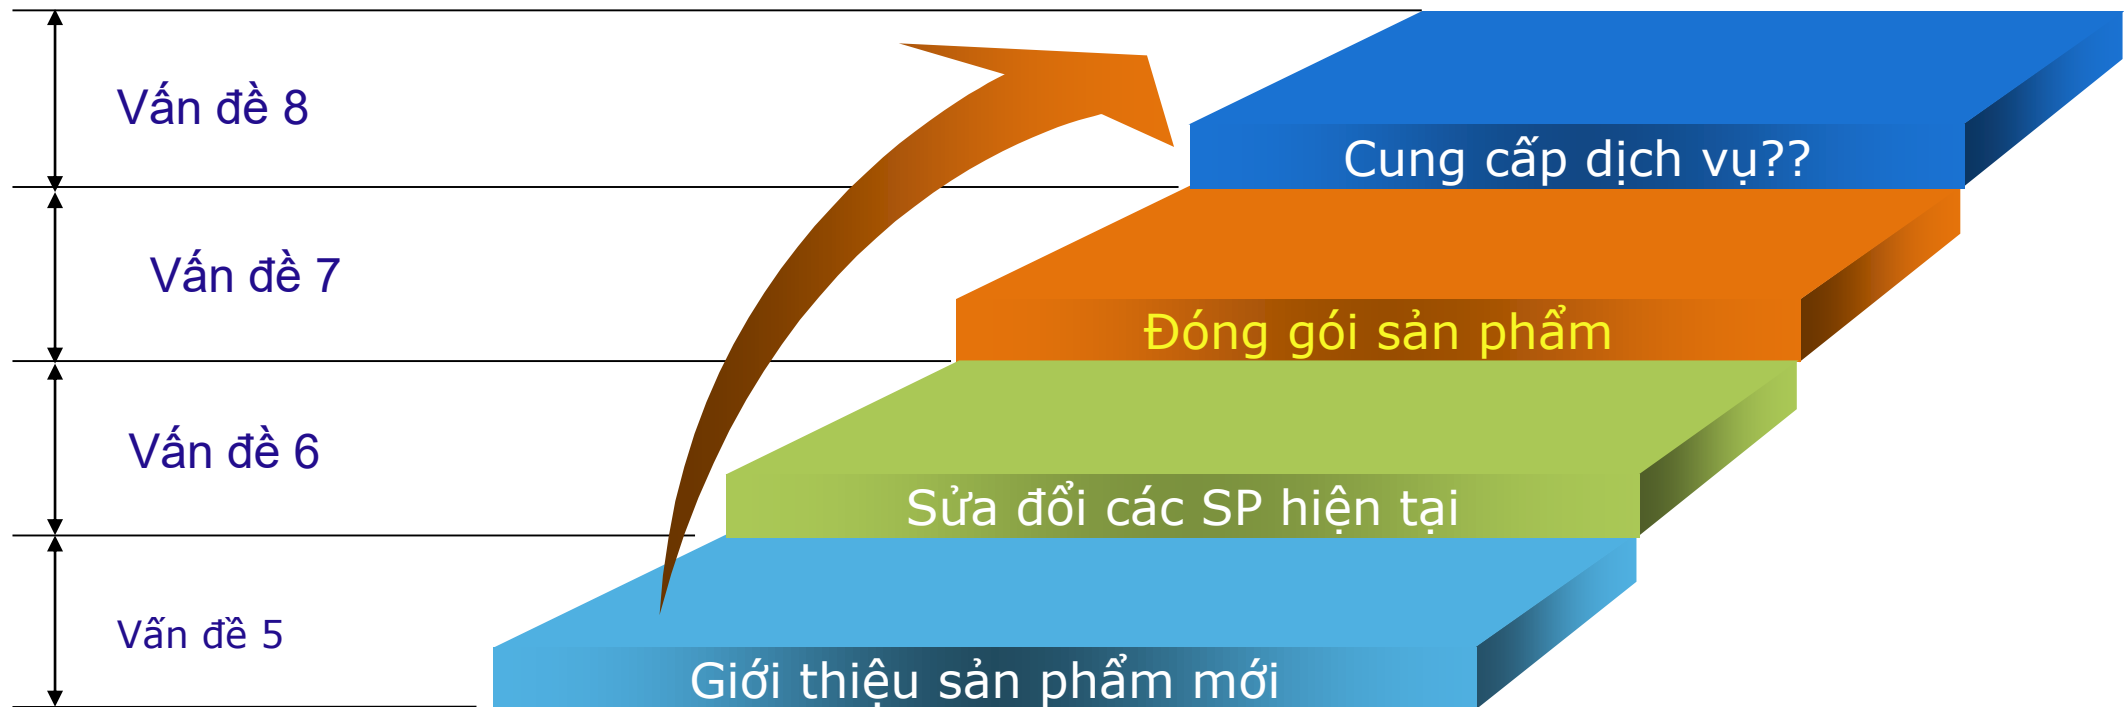 Vấn đề 8
Cung cấp dịch vụ??
Vấn đề 7
Đóng gói sản phẩm
Vấn đề 6
Sửa đổi các SP hiện tại
Vấn đề 5
Giới thiệu sản phẩm mới